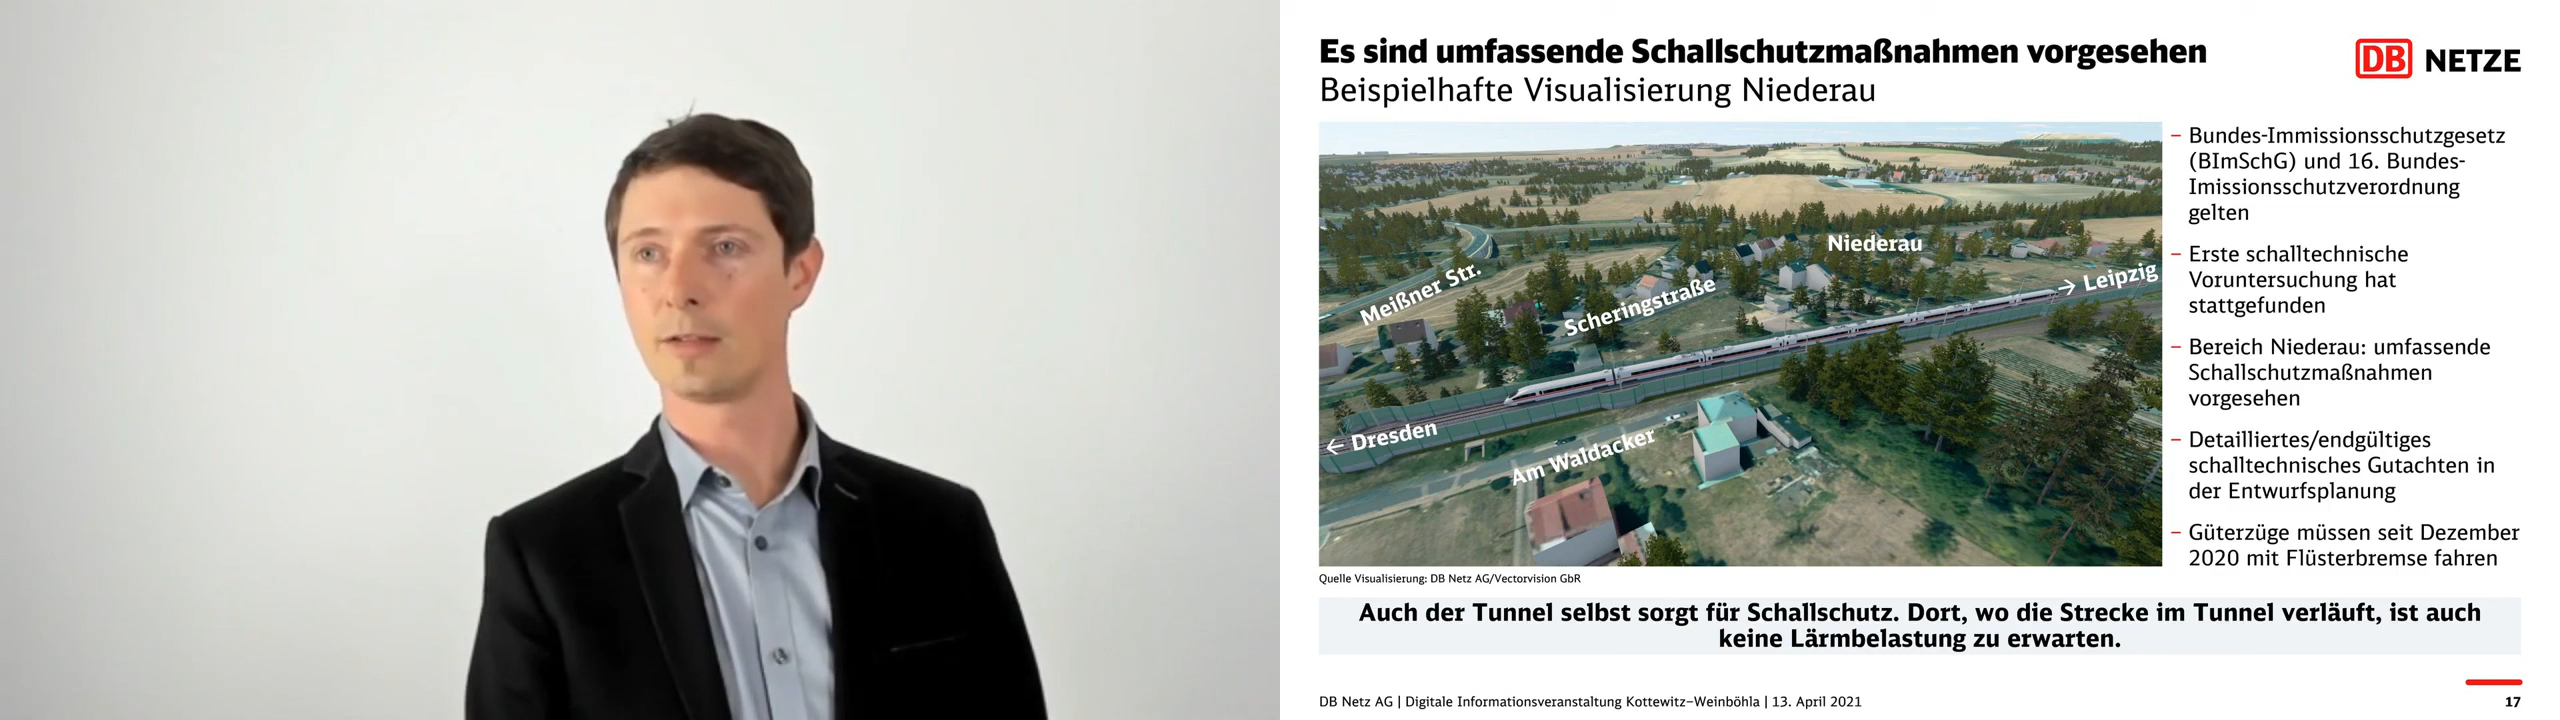 Es sind umfassende Schallschutzmaßnahmen vorgesehen
Beispielhafte Visualisierung Niederau
DB NETZE
Niederau
Meißner Str.
Scheringstraße
→ Leipzig
← Dresden
Am Waldacker
– Bundes-Immissionsschutzgesetz
(BImSchG) und 16. Bundes-
Imissionsschutzverordnung
gelten
– Erste schalltechnische
Voruntersuchung hat
stattgefunden
– Bereich Niederau: umfassende
Schallschutzmaßnahmen
vorgesehen
– Detailliertes/endgültiges
schalltechnisches Gutachten in
der Entwurfsplanung
– Güterzüge müssen seit Dezember
2020 mit Flüsterbremse fahren
Quelle Visualisierung: DB Netz AG/Vectorvision GbR
Auch der Tunnel selbst sorgt für Schallschutz. Dort, wo die Strecke im Tunnel verläuft, ist auch
keine Lärmbelastung zu erwarten.
DB Netz AG | Digitale Informationsveranstaltung Kottewitz–Weinböhla | 13. April 2021
17